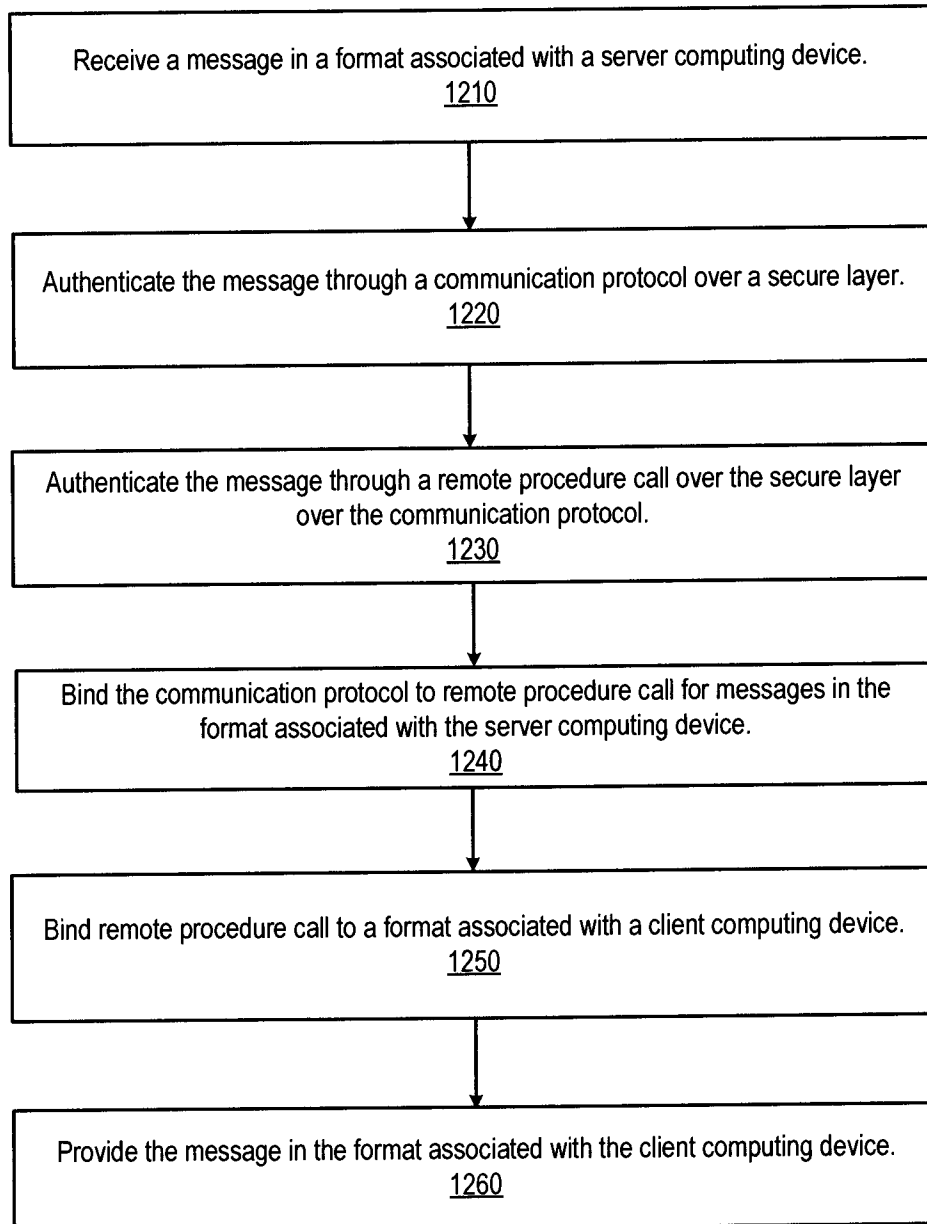 Receive a message in a format associated with a server computing device.
1210
Authenticate the message through a communication protocol over a secure layer.
1220
Authenticate the message through a remote procedure call over the secure layer
over the communication protocol.
1230
Bind the communication protocol to remote procedure call for messages in the
format associated with the server computing device.
1240
Bind remote procedure call to a format associated with a client computing device.
1250
Provide the message in the format associated with the client computing device.
1260